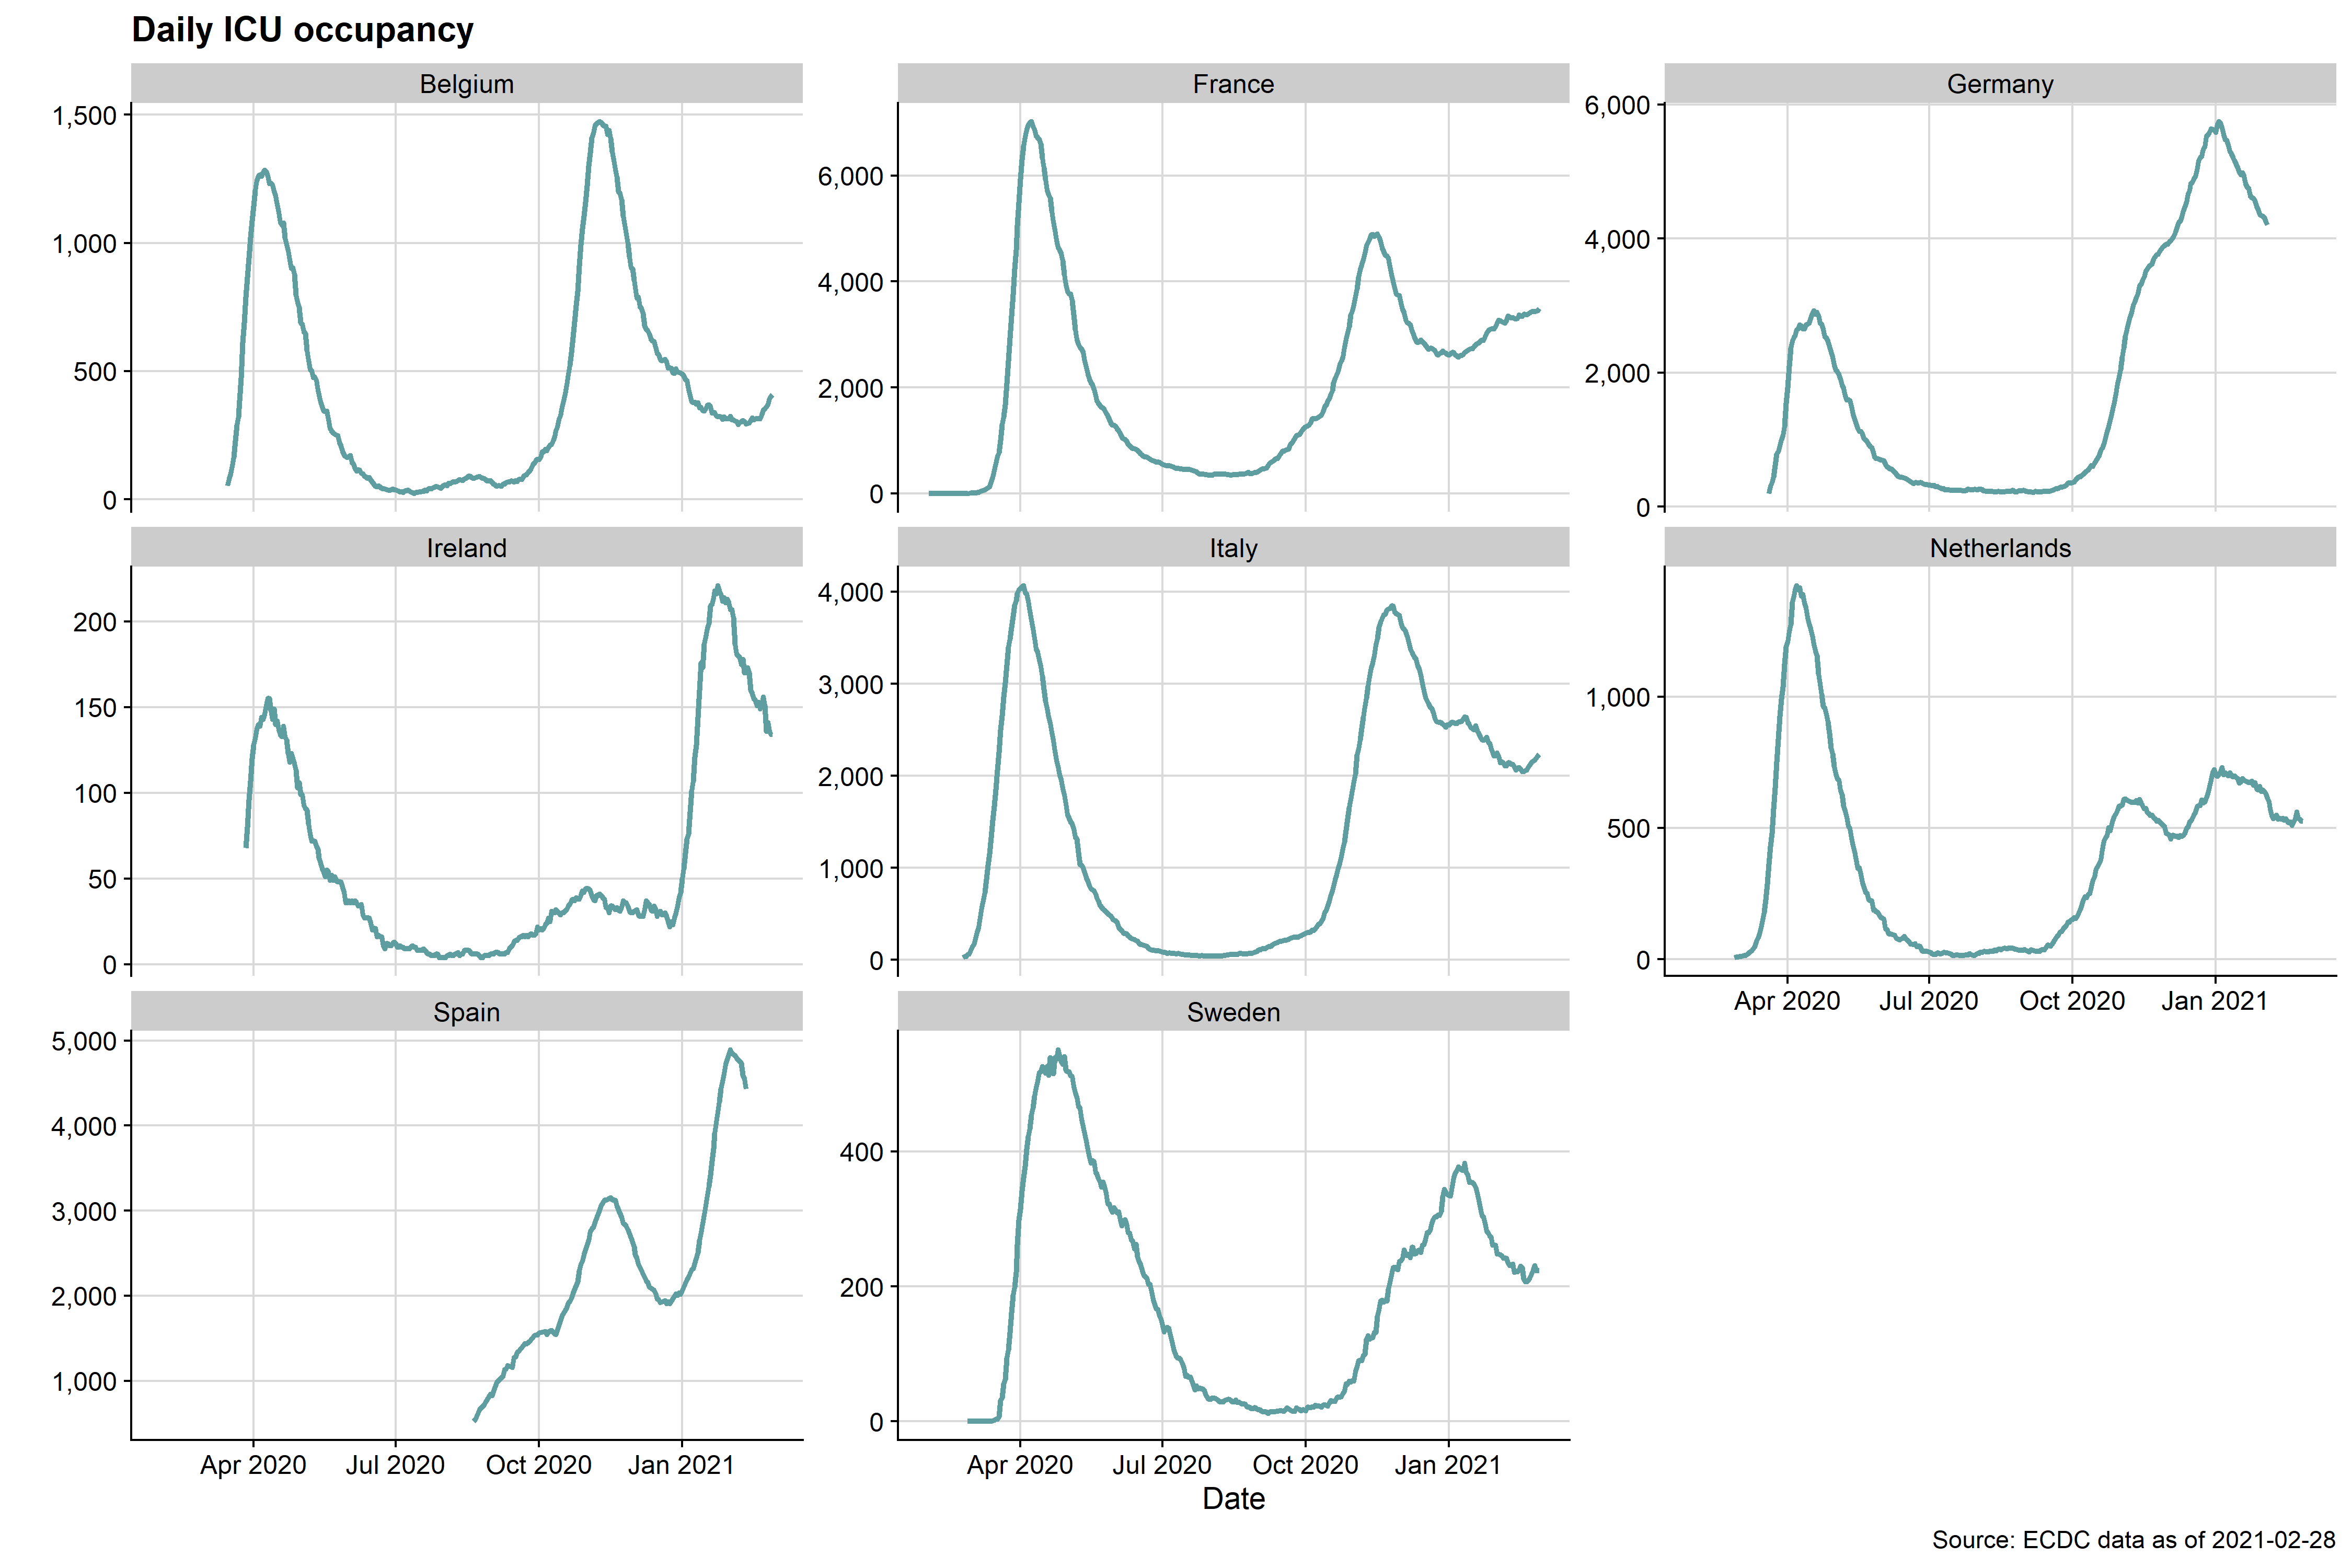 Daily ICU occupancy
Belgium
1,500
1,000
500
0
France
6,000
4,000
2,000
0
Germany
6,000
4,000
2,000
0
Ireland
200
150
100
50
0
Italy
4,000
3,000
2,000
1,000
0
Netherlands
1,000
500
0
Apr 2020 Jul 2020 Oct 2020 Jan 2021
Spain
5,000
4,000
3,000
2,000
1,000
Apr 2020 Jul 2020 Oct 2020 Jan 2021
Sweden
400
200
0
Apr 2020 Jul 2020 Oct 2020 Jan 2021
Date
Source: ECDC data as of 2021-02-28